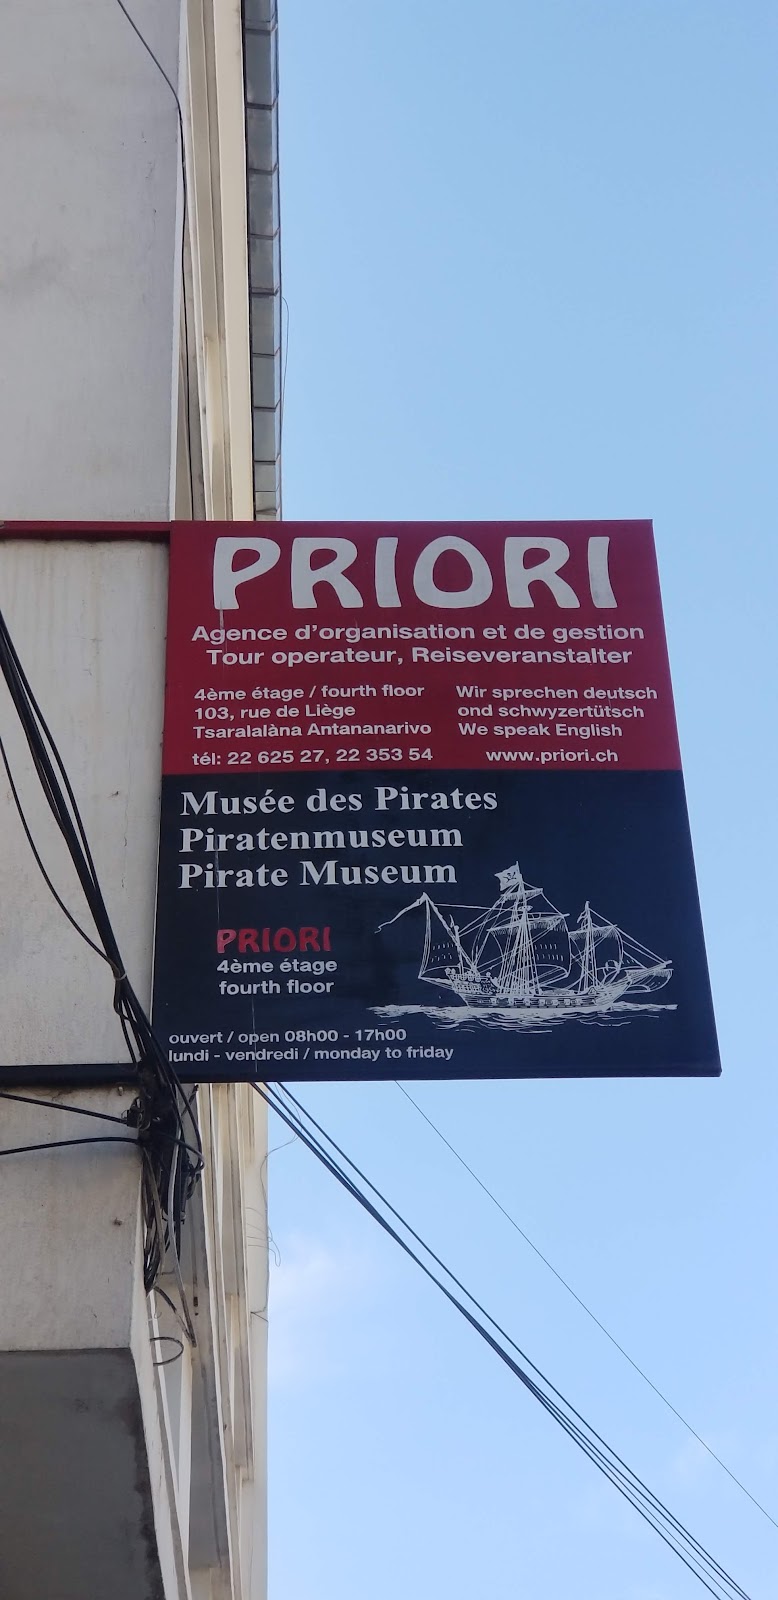 PRIORI
Agence d'organisation et de gestion
Tour operateur, Reiseveranstalter
4ème étage / fourth floor
103, rue de Liège
Tsaralalàna Antananarivo
tél: 22 625 27, 22 353 54
Wir sprechen deutsch
ond schwyzertütsch
We speak English
www.priori.ch
Musée des Pirates
Piratenmuseum
Pirate Museum
PRIORI
4ème étage
fourth floor
ouvert / open 08h00 - 17h00
lundi - vendredi / monday to friday